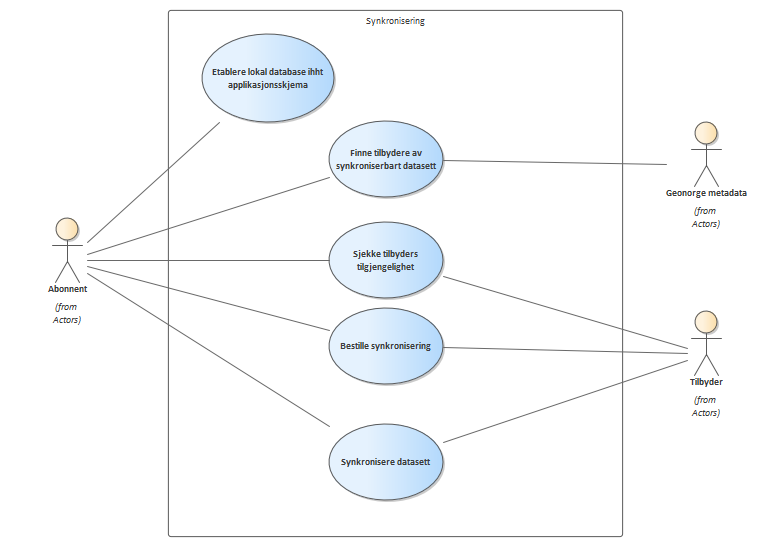 Synkronisering
Etablere lokal database ihht
applikasjonsskjema
Finne tilbydere av
synkroniserbart datasett
Geonorge metadata
(from
Actors)
Sjekke tilbyders
tilgjengelighet
Abonnent
(from
Actors)
Bestille synkronisering
Tilbyder
(from
Actors)
Synkronisere datasett